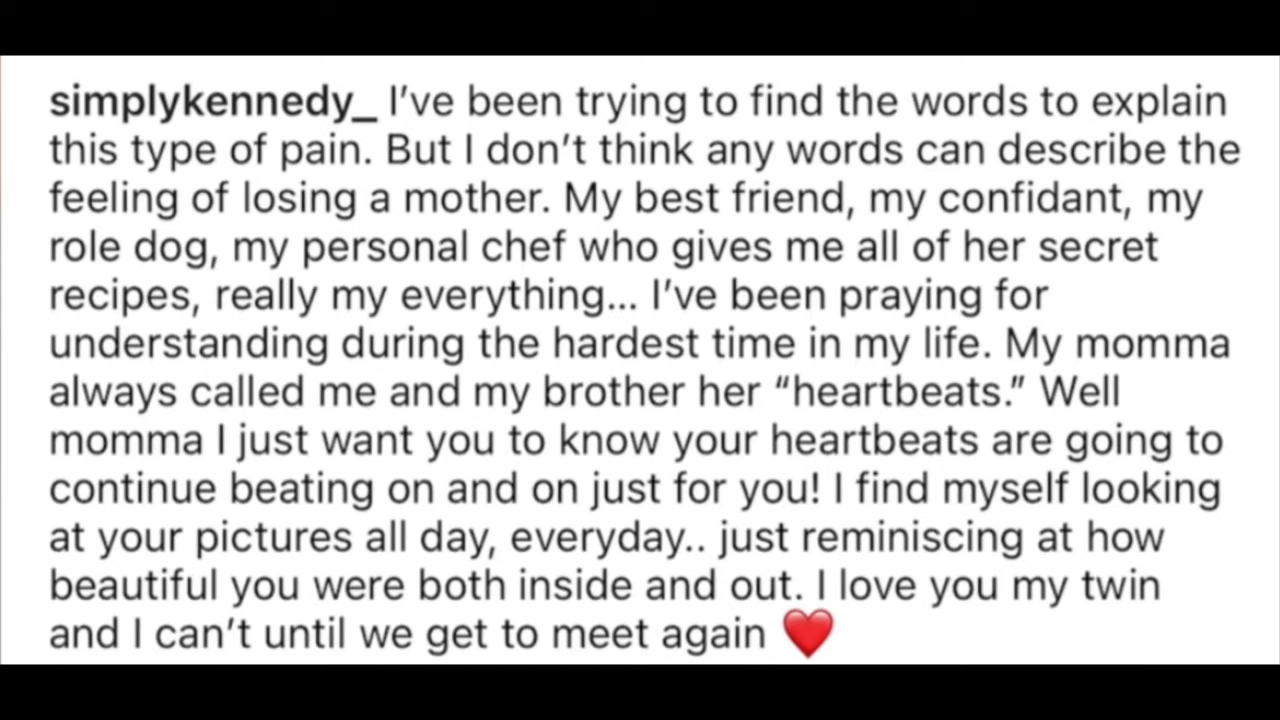 simplykennedy_ I’ve been trying to find the words to explain
this type of pain. But I don’t think any words can describe the
feeling of losing a mother. My best friend, my confidant, my
role dog, my personal chef who gives me all of her secret
recipes, really my everything... I’ve been praying for
understanding during the hardest time in my life. My momma
always called me and my brother her “heartbeats.” Well
momma I just want you to know your heartbeats are going to
continue beating on and on just for you! I find myself looking
at your pictures all day, everyday.. just reminiscing at how
beautiful you were both inside and out. I love you my twin
and I can’t until we get to meet again ❤️